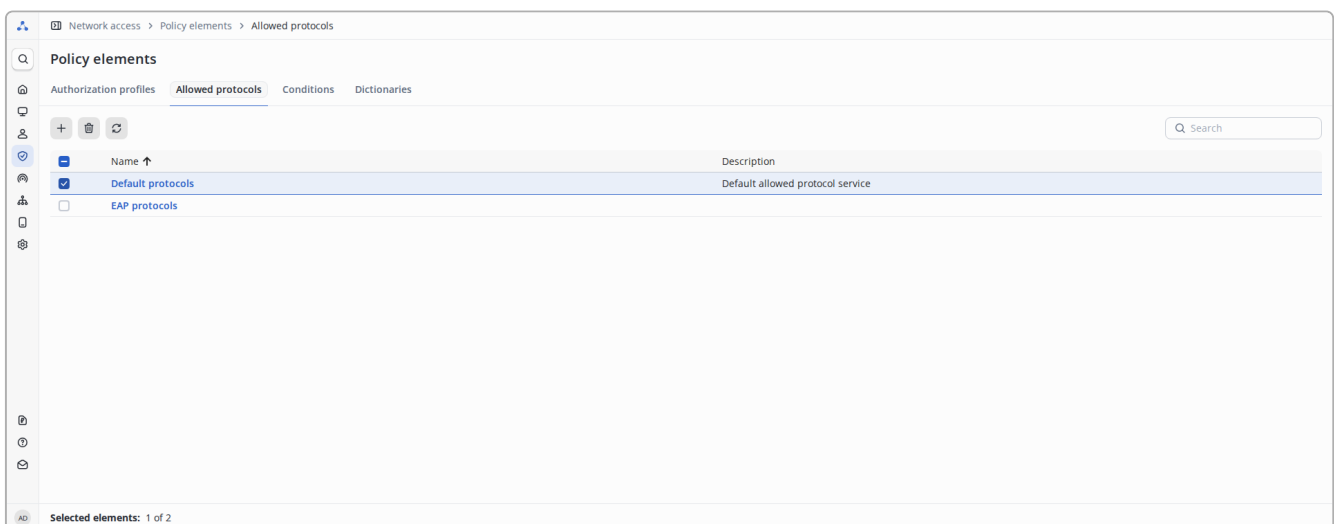 Network access > Policy elements > Allowed protocols
Policy elements
Authorization profiles Allowed protocols Conditions Dictionaries
Search
Name Description
Default protocols Default allowed protocol service
EAP protocols
AD Selected elements: 1 of 2